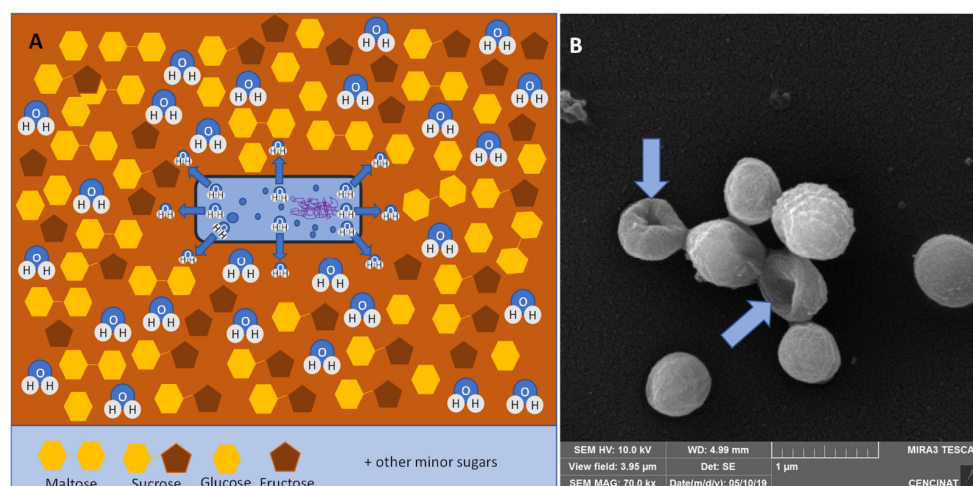 A
B
Maltose Sucrose Glucose Fructose + other minor sugars
SEM HV: 10.0 kV WD: 4.99 mm MIRA3 TESCA
View field: 3.95 µm Det: SE 1 µm
SEM MAG: 70.0 kx Date(m/d/y): 05/10/19 CENCINAT